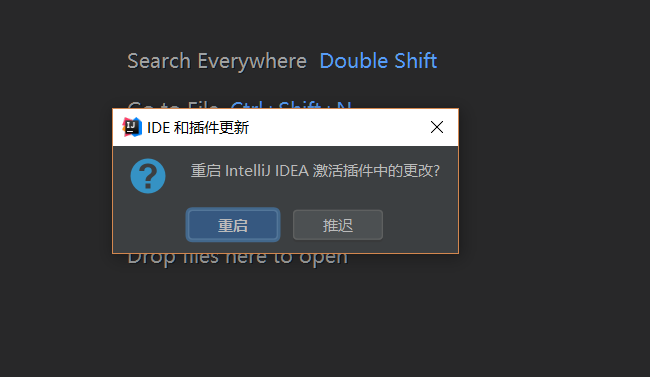 Search Everywhere Double Shift
Go to File Ctrl+Shift+N
IJ IDE 和插件更新
重启 IntelliJ IDEA 激活插件中的更改?
重启 推迟
Drop files here to open